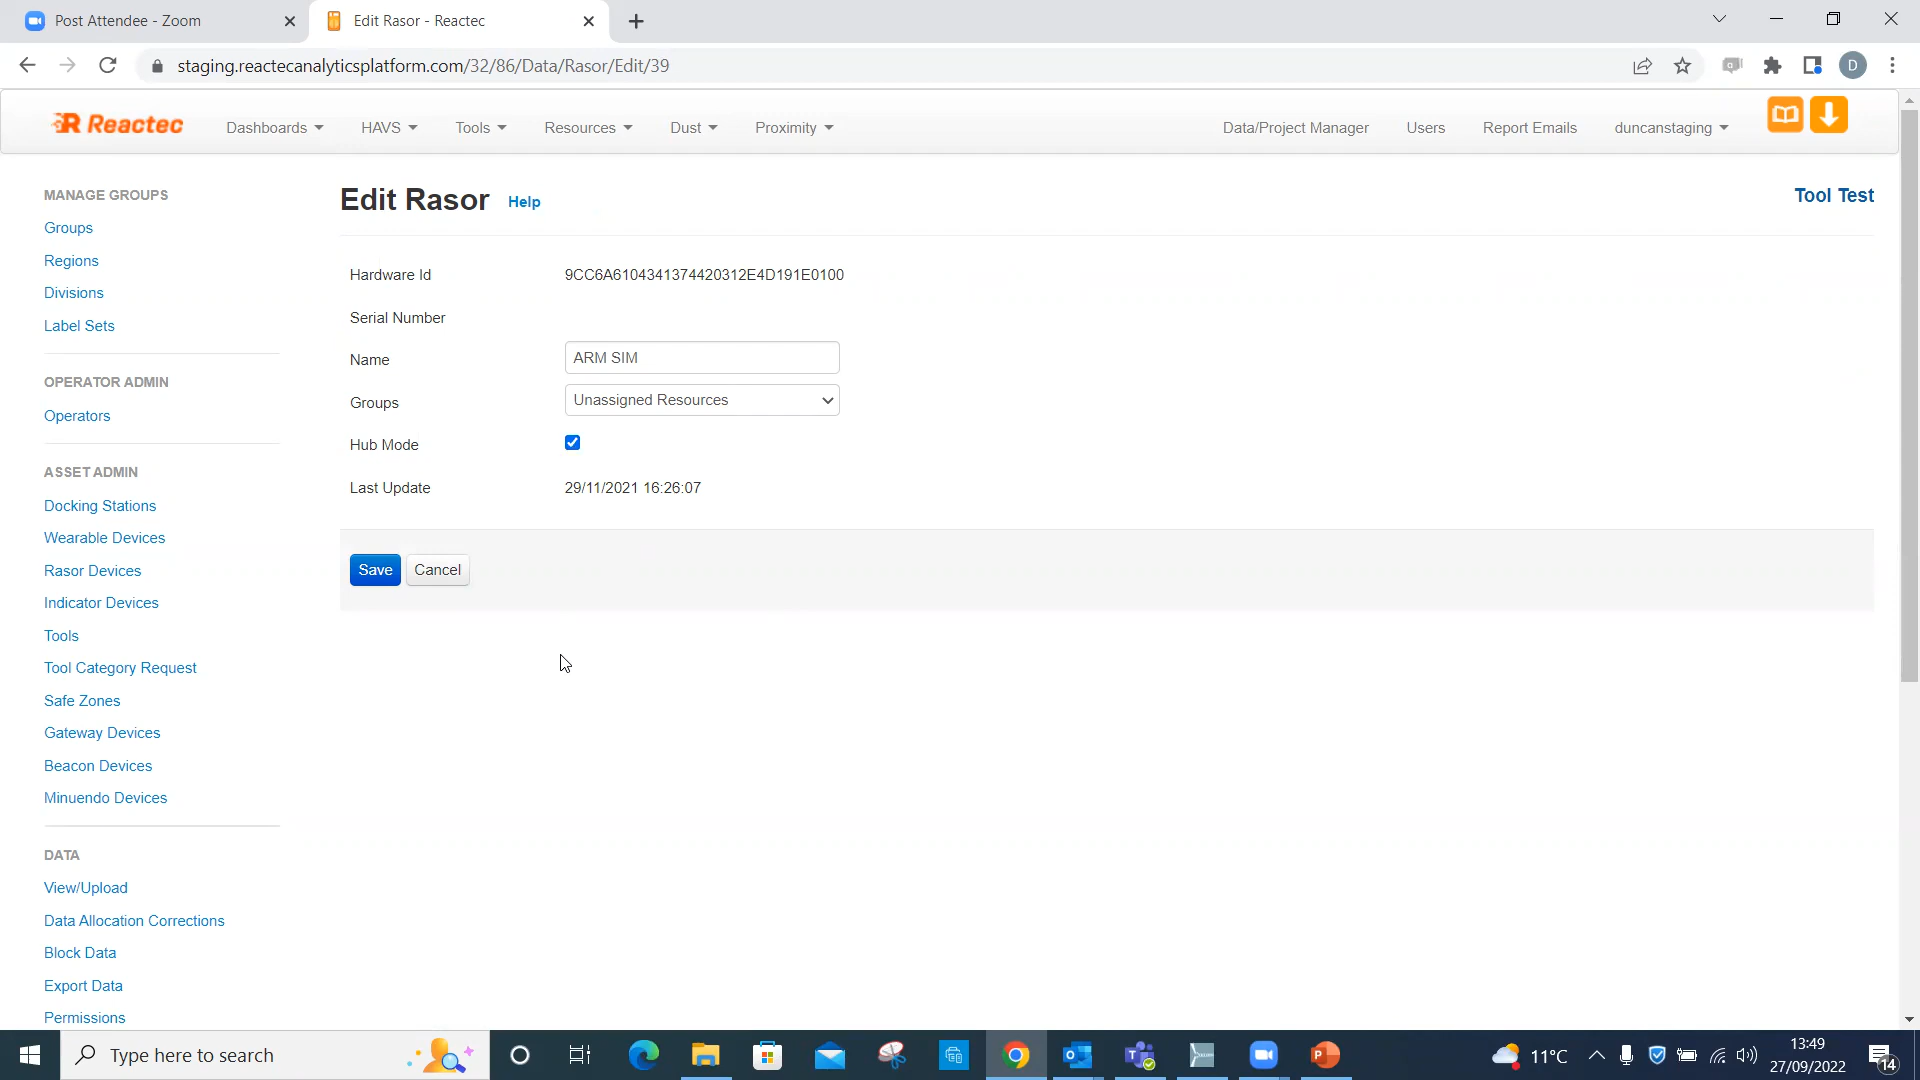 Post Attendee - Zoom
Edit Rasor - Reactec
staging.reactecanalyticsplatform.com/32/86/Data/Rasor/Edit/39
D
Reactec
Dashboards
HAVS
Tools
Resources
Dust
Proximity
Data/Project Manager
Users
Report Emails
duncanstaging
MANAGE GROUPS
Groups
Regions
Divisions
Label Sets
OPERATOR ADMIN
Operators
ASSET ADMIN
Docking Stations
Wearable Devices
Rasor Devices
Indicator Devices
Tools
Tool Category Request
Safe Zones
Gateway Devices
Beacon Devices
Minuendo Devices
DATA
View/Upload
Data Allocation Corrections
Block Data
Export Data
Permissions
Edit Rasor Help
Tool Test
Hardware Id 9CC6A6104341374420312E4D191E0100
Serial Number
Name ARM SIM
Groups Unassigned Resources
Hub Mode
Last Update 29/11/2021 16:26:07
Save Cancel
Type here to search
11°C
13:49
27/09/2022
14